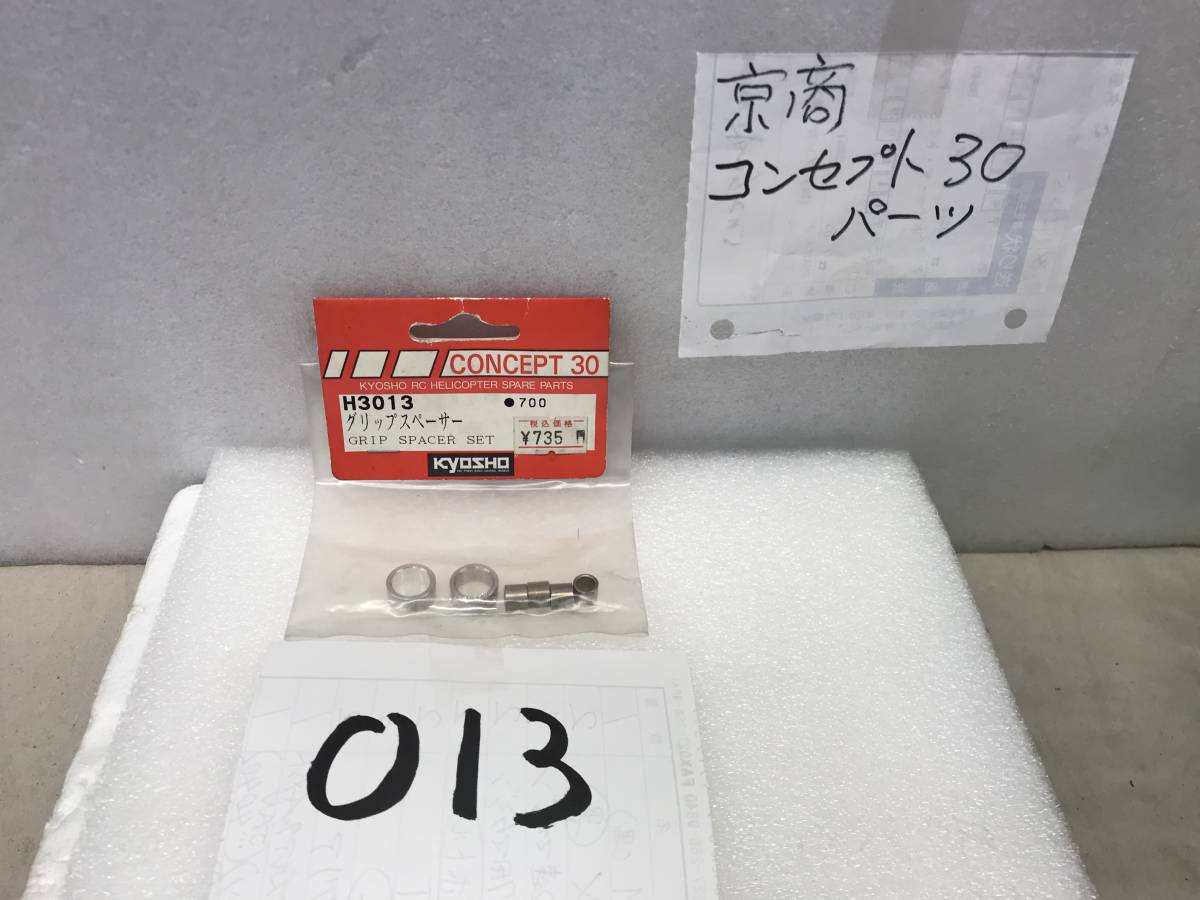 京商
コンセプト 30
パーツ
CONCEPT 30
KYOSHO RC HELICOPTER SPARE PARTS
H3013 ●700
グリップスペーサー
GRIP SPACER SET
税込価格
¥735
KYOSHO
013